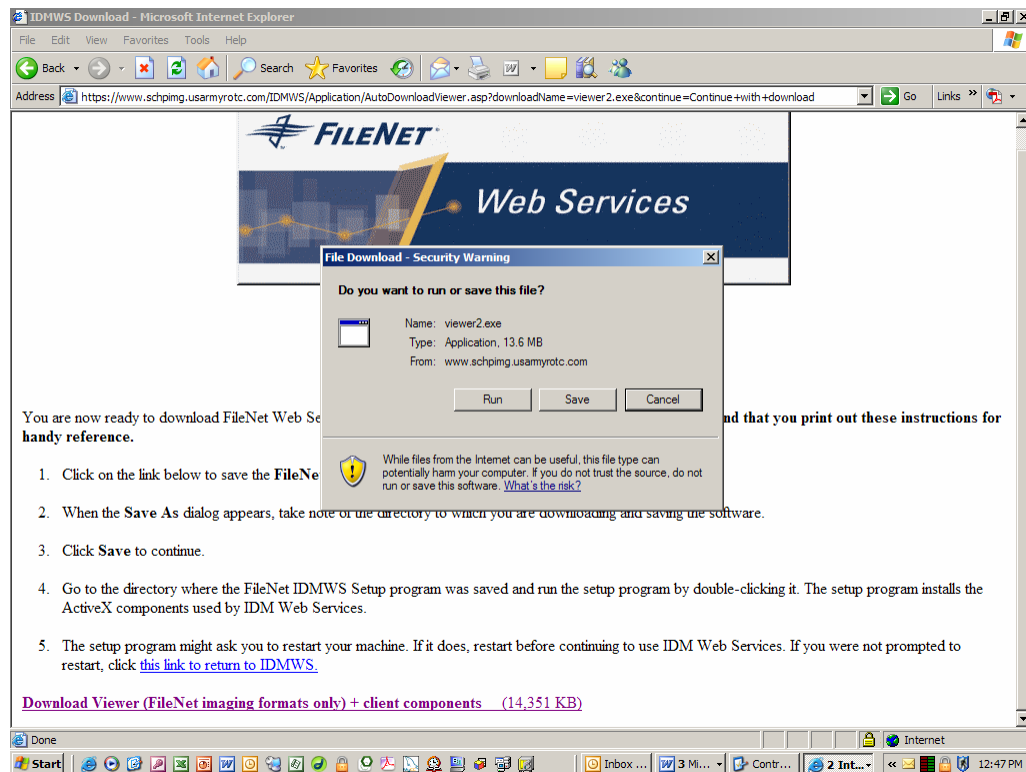 IDMWS Download - Microsoft Internet Explorer
File Edit View Favorites Tools Help
Back Search Favorites
Address https://www.schpimg.usarmyrotc.com/IDMWS/Application/AutoDownloadViewer.asp?downloadName=viewer2.exe&continue=Continue+with+download Go Links »
FILENET
Web Services
File Download - Security Warning
Do you want to run or save this file?
Name: viewer2.exe
Type: Application, 13.6 MB
From: www.schpimg.usarmyrotc.com
Run Save Cancel
While files from the Internet can be useful, this file type can
potentially harm your computer. If you do not trust the source, do not
run or save this software. What's the risk?
You are now ready to download FileNet Web Se nd that you print out these instructions for
handy reference.
1. Click on the link below to save the FileNe
2. When the Save As dialog appears, take note of the directory to which you are downloading and saving the software.
3. Click Save to continue.
4. Go to the directory where the FileNet IDMWS Setup program was saved and run the setup program by double-clicking it. The setup program installs the
ActiveX components used by IDM Web Services.
5. The setup program might ask you to restart your machine. If it does, restart before continuing to use IDM Web Services. If you were not prompted to
restart, click this link to return to IDMWS.
Download Viewer (FileNet imaging formats only) + client components (14,351 KB)
Done Internet
Start Inbox ... 3 Mi... Contr... 2 Int... « 12:47 PM